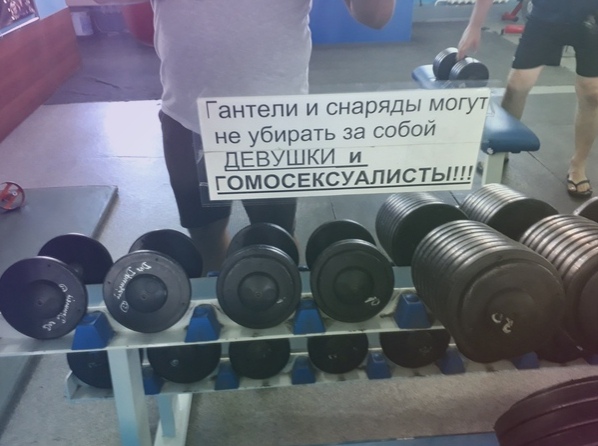 Гантели и снаряды могут
не убирать за собой
ДЕВУШКИ и
ГОМОСЕКСУАЛИСТЫ!!!